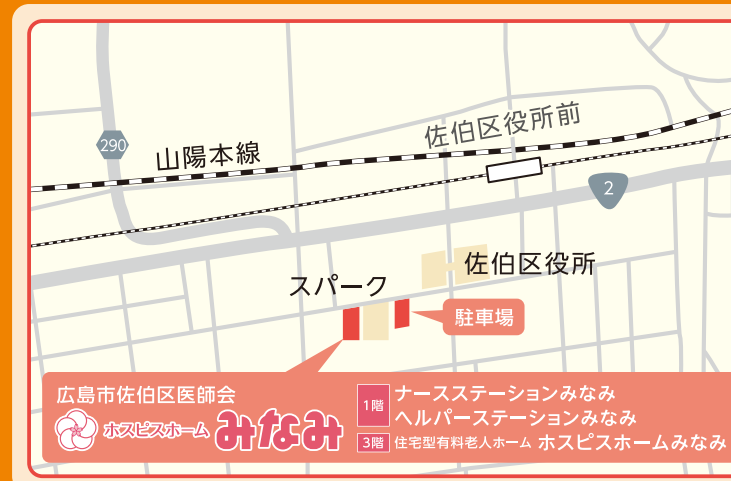 佐伯区役所前
290
山陽本線
2
佐伯区役所
スパーク
駐車場
広島市佐伯区医師会
ホスピスホーム みなみ
1階 ナースステーションみなみ
ヘルパーステーションみなみ
3階 住宅型有料老人ホーム ホスピスホームみなみ